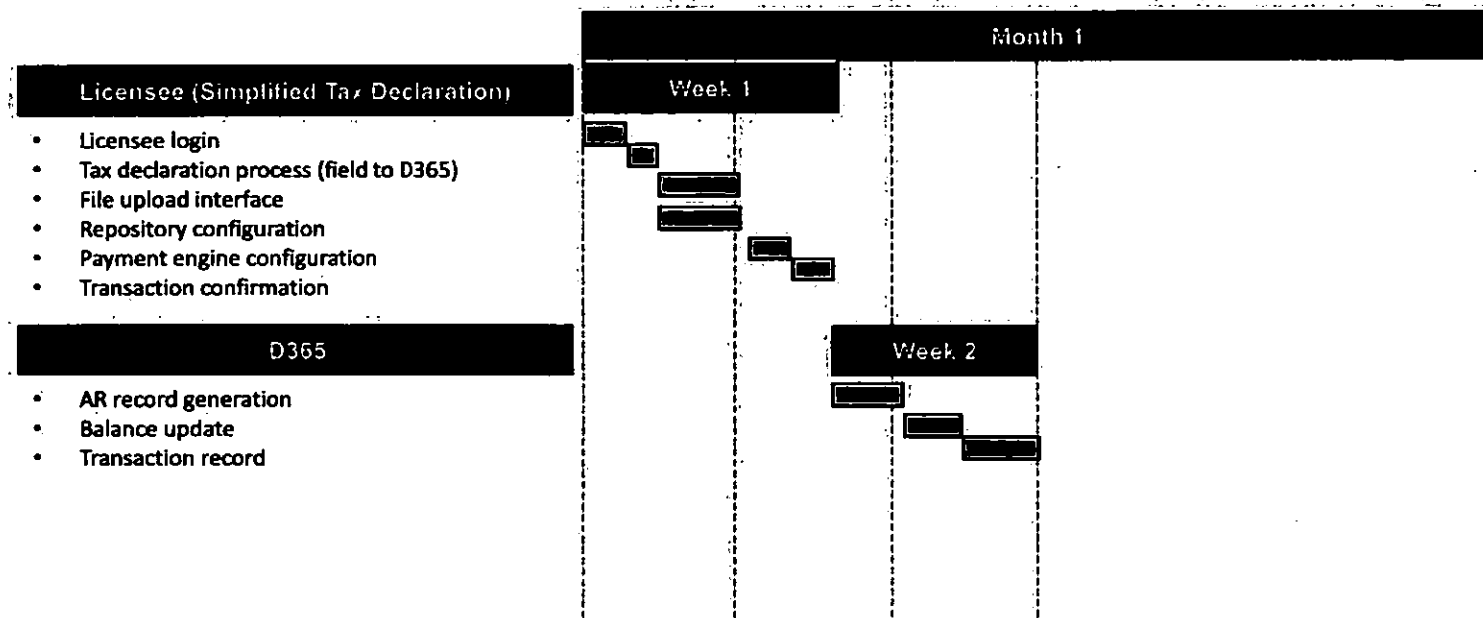 Month 1
Licensee (Simplified Tax Declaration)
Week 1
• Licensee login
• Tax declaration process (field to D365)
• File upload interface
• Repository configuration
• Payment engine configuration
• Transaction confirmation
D365
Week 2
• AR record generation
• Balance update
• Transaction record